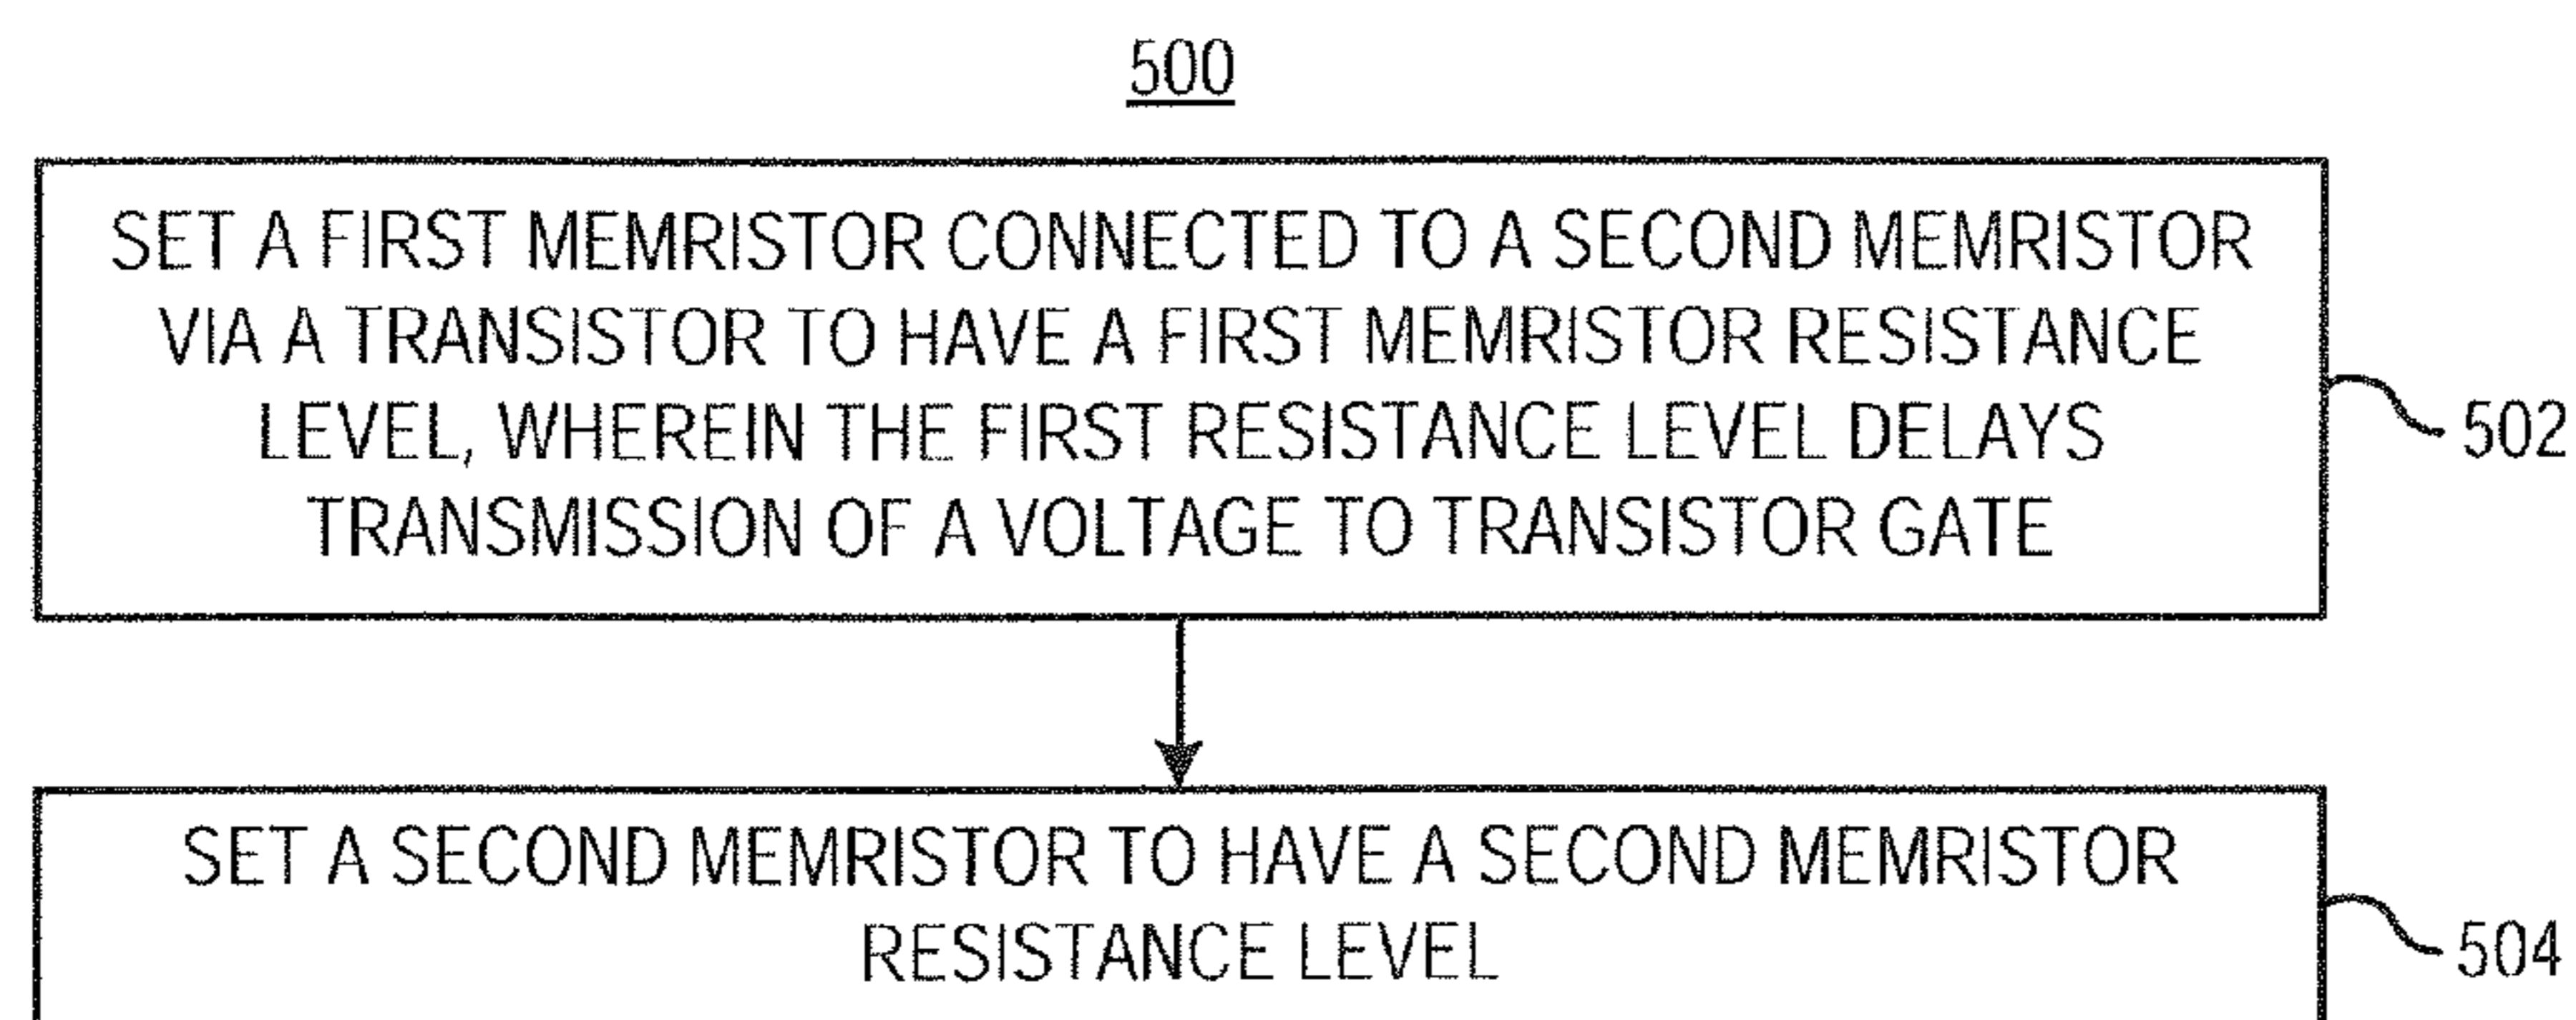 500
SET A FIRST MEMRISTOR CONNECTED TO A SECOND MEMRISTOR
VIA A TRANSISTOR TO HAVE A FIRST MEMRISTOR RESISTANCE
LEVEL, WHEREIN THE FIRST RESISTANCE LEVEL DELAYS
TRANSMISSION OF A VOLTAGE TO TRANSISTOR GATE
502
SET A SECOND MEMRISTOR TO HAVE A SECOND MEMRISTOR
RESISTANCE LEVEL
504